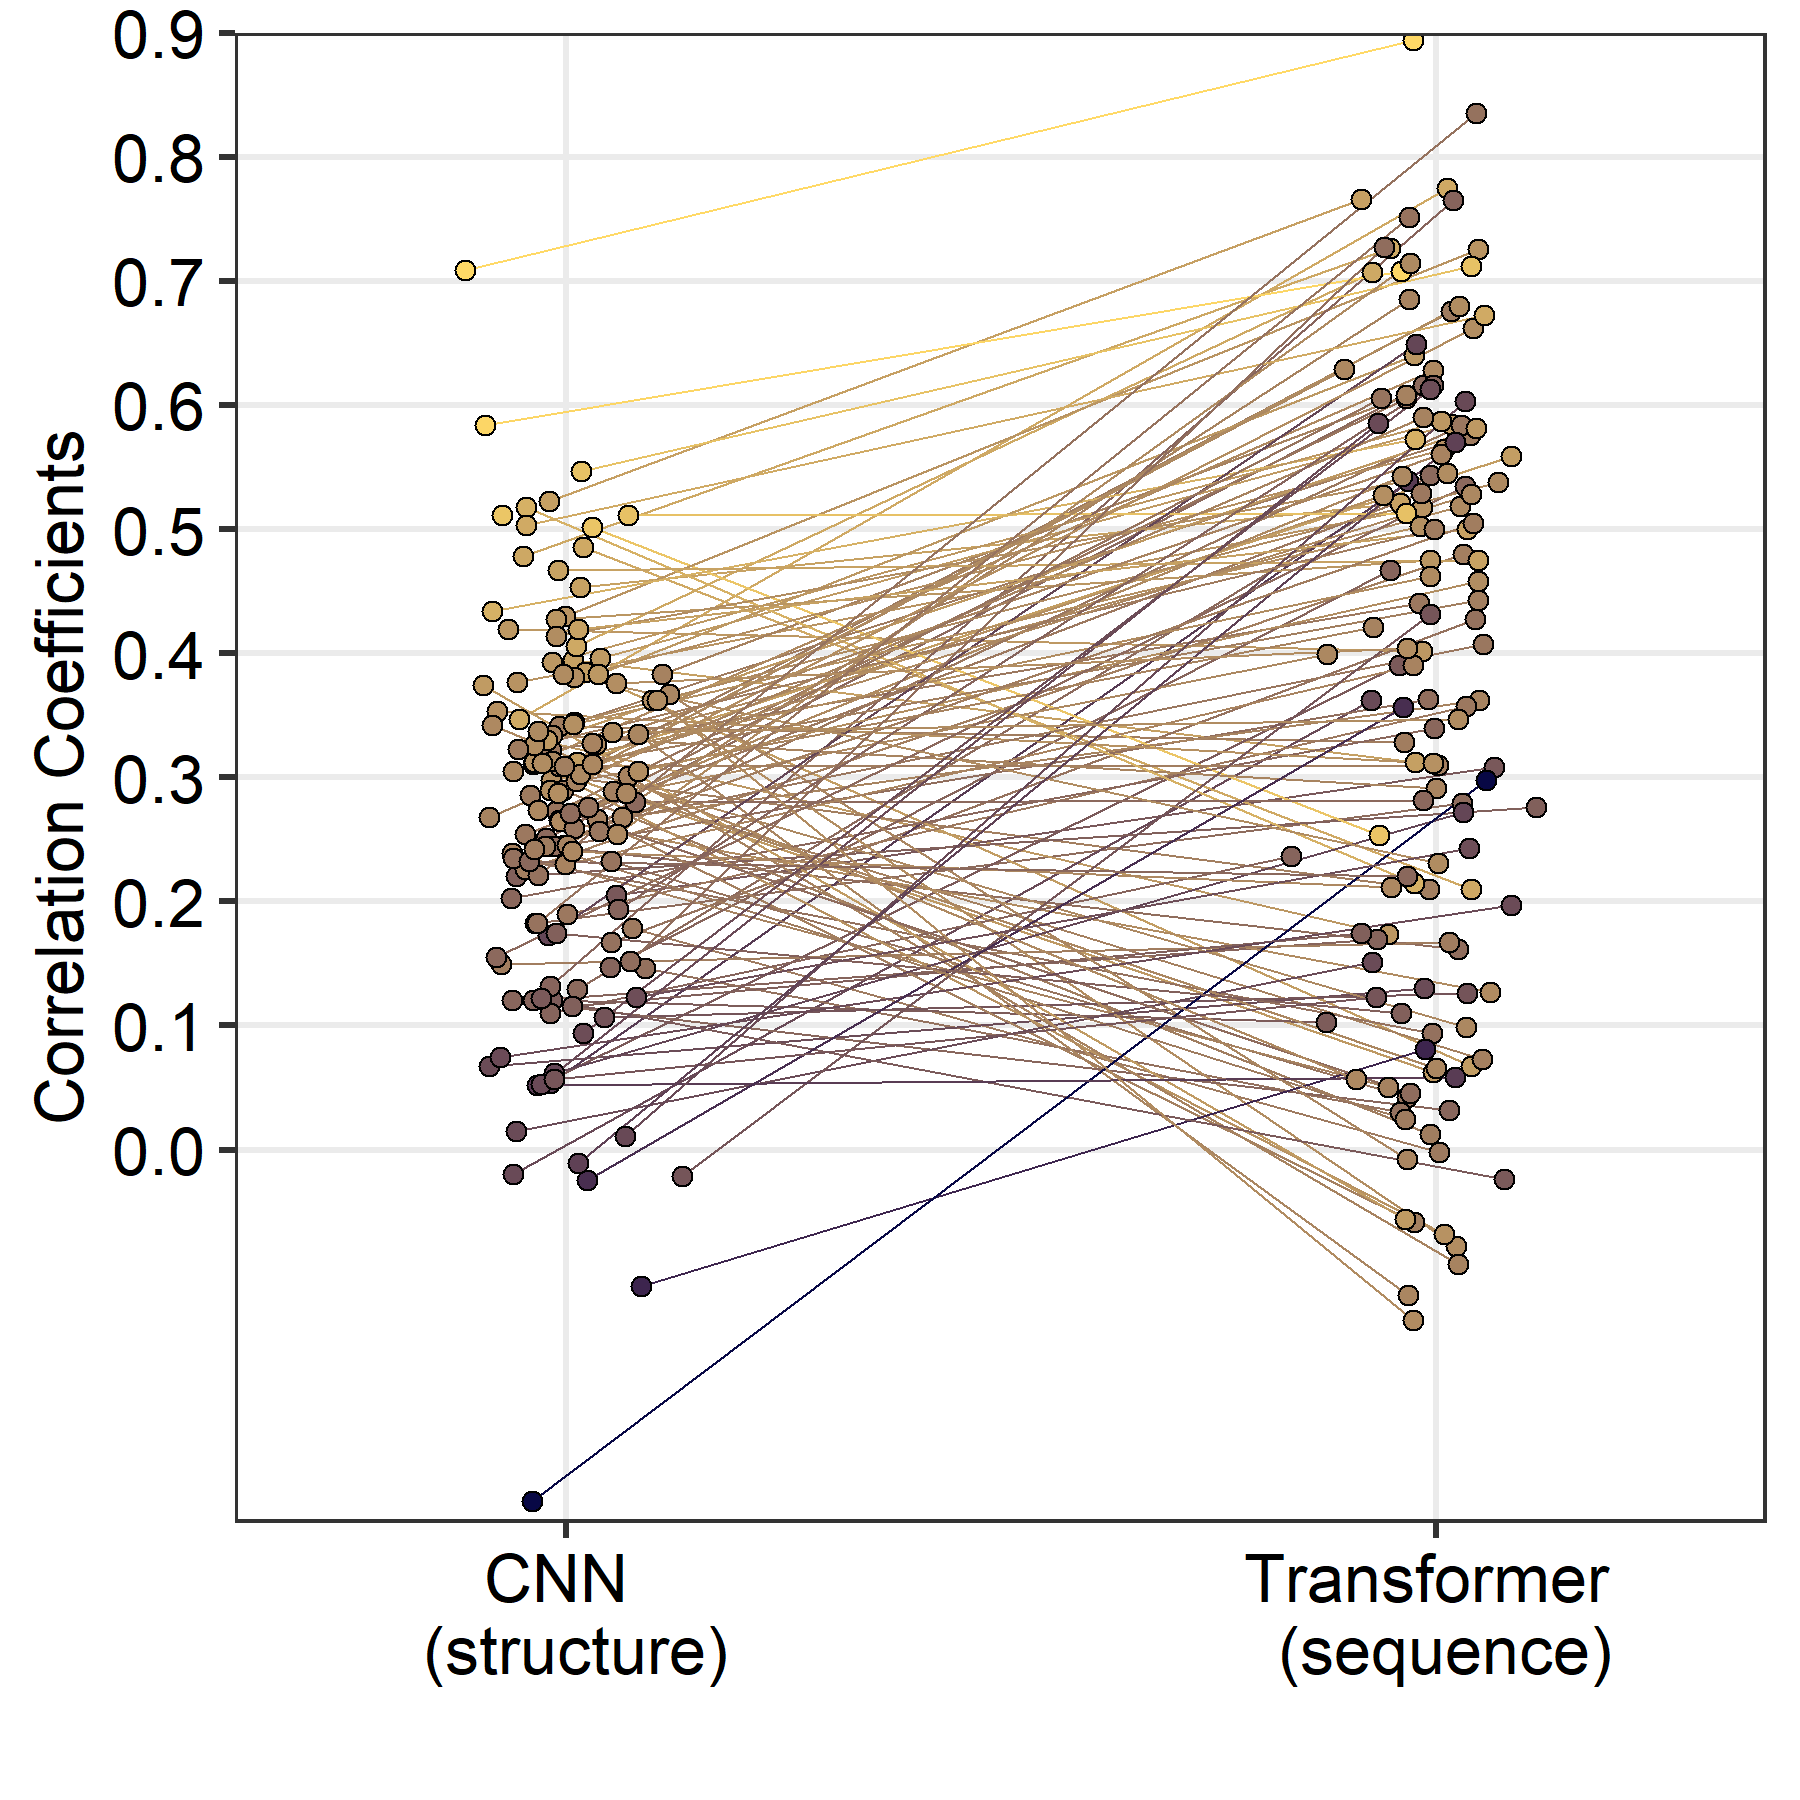 Correlation Coefficients
0.9
0.8
0.7
0.6
0.5
0.4
0.3
0.2
0.1
0.0
CNN
(structure)
Transformer
(sequence)